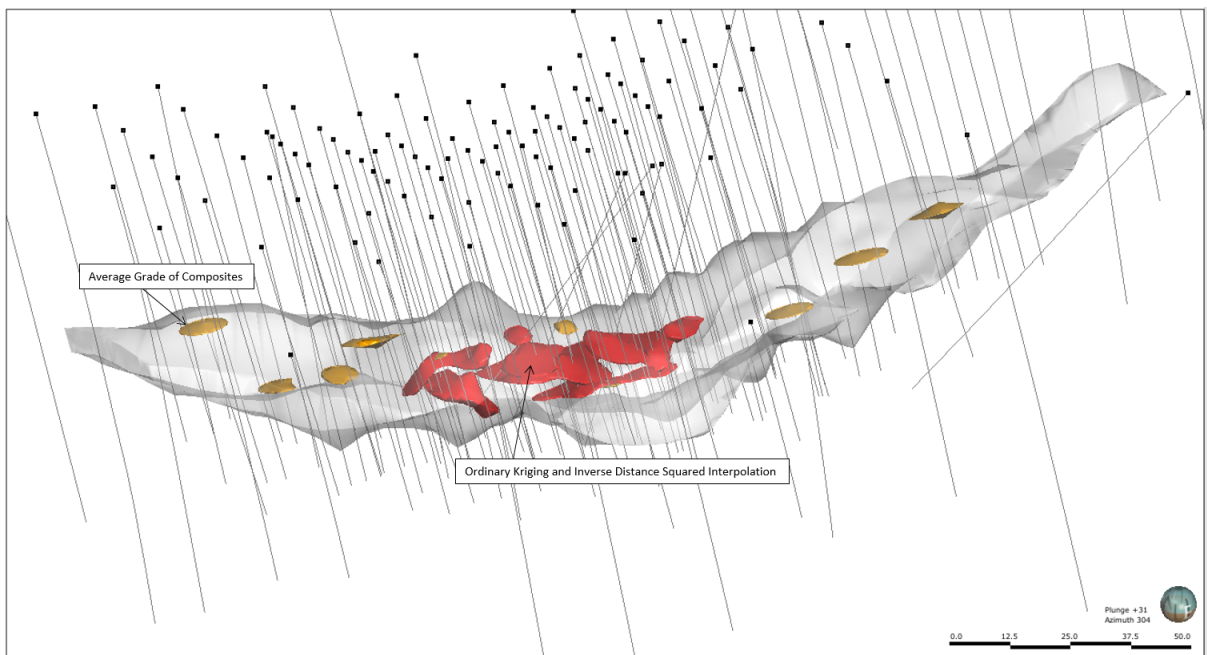 Average Grade of Composites
Ordinary Kriging and Inverse Distance Squared Interpolation
Plunge +31
Azimuth 304
0.0 12.5 25.0 37.5 50.0